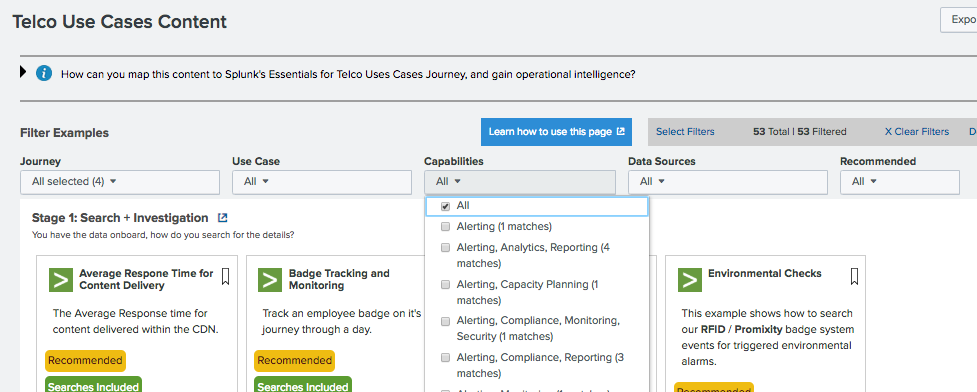 Telco Use Cases Content
Expo
How can you map this content to Splunk's Essentials for Telco Uses Cases Journey, and gain operational intelligence?
Filter Examples
Learn how to use this page
Select Filters
53 Total | 53 Filtered
X Clear Filters
D
Journey
Use Case
Capabilities
Data Sources
Recommended
All selected (4)
All
All
All
All
All
Alerting (1 matches)
Alerting, Analytics, Reporting (4
matches)
Alerting, Capacity Planning (1
matches)
Alerting, Compliance, Monitoring,
Security (1 matches)
Alerting, Compliance, Reporting (3
matches)
Stage 1: Search + Investigation
You have the data onboard, how do you search for the details?
Average Respone Time for
Content Delivery
The Average Response time for
content delivered within the CDN.
Recommended
Searches Included
Badge Tracking and
Monitoring
Track an employee badge on it's
journey through a day.
Recommended
Searches Included
Environmental Checks
This example shows how to search
our RFID / Promixity badge system
events for triggered environmental
alarms.
Recommended